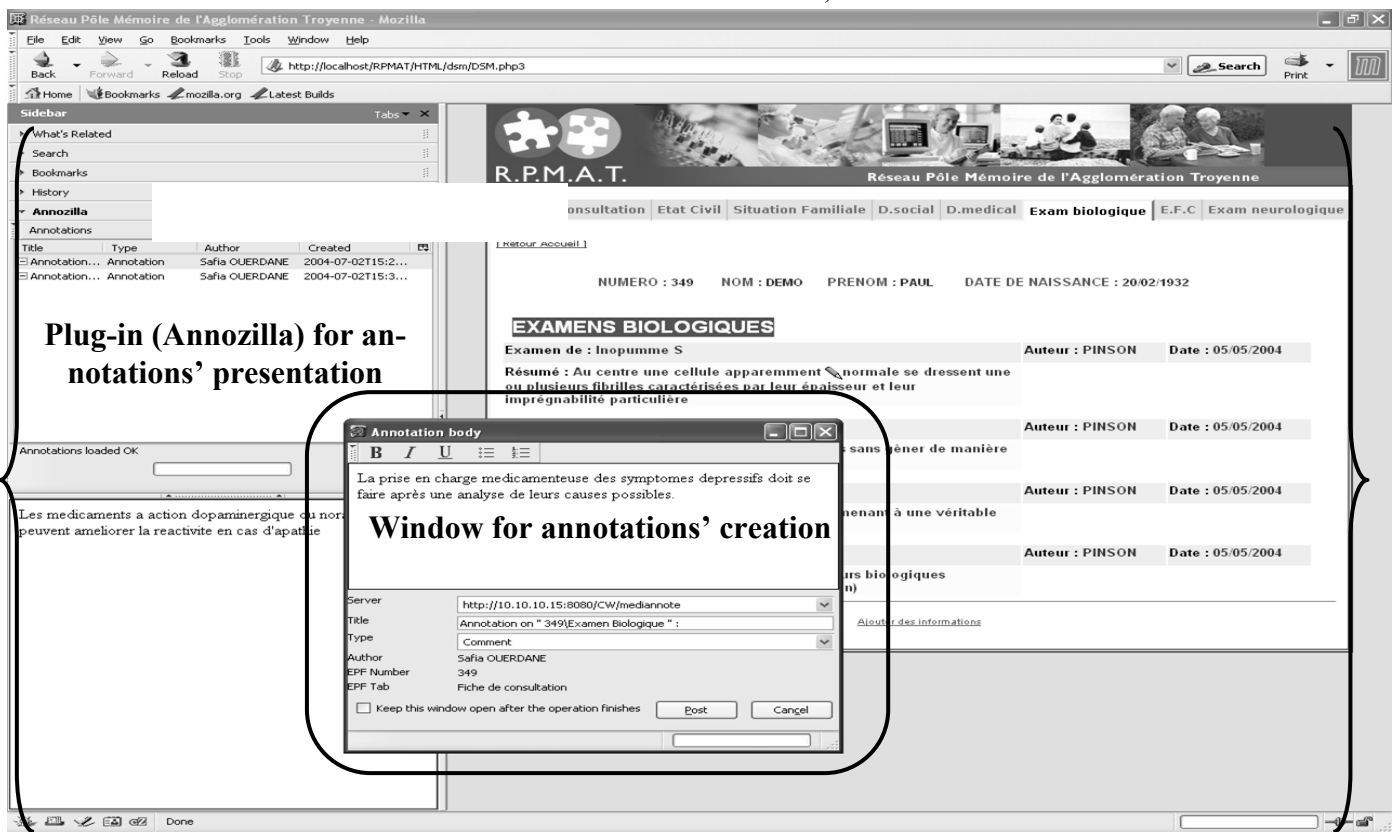 Réseau Pôle Mémoire de l'Agglomération Troyenne - Mozilla
File Edit View Go Bookmarks Tools Window Help
Back Forward Reload Stop http://localhost/RPMAT/HTML/dsm/DSM.php3 Search Print
Home Bookmarks mozilla.org Latest Builds
Sidebar Tabs
What's Related
Search
Bookmarks
History
Annozilla
Annotations
Title Type Author Created
Annotation... Annotation Safia OUERDANE 2004-07-02T15:2...
Annotation... Annotation Safia OUERDANE 2004-07-02T15:3...
Plug-in (Annozilla) for an-
notations' presentation
Annotations loaded OK
Les medicaments a action dopaminergique ou
peuvent ameliorer la reactivite en cas d'apathie
R.P.M.A.T.
Réseau Pôle Mémoire de l'Agglomération Troyenne
onsultation Etat Civil Situation Familiale D.social D.medical Exam biologique E.F.C Exam neurologique
[ Retour Accueil ]
NUMERO : 349 NOM : DEMO PRENOM : PAUL DATE DE NAISSANCE : 20/02/1932
EXAMENS BIOLOGIQUES
Examen de : Inopumme S Auteur : PINSON Date : 05/05/2004
Résumé : Au centre une cellule apparemment normale se dressent une
ou plusieurs fibrilles caractérisées par leur épaisseur et leur
imprégnabilité particulière
Auteur : PINSON Date : 05/05/2004
sans gèner de manière
Auteur : PINSON Date : 05/05/2004
menant à une véritable
Auteur : PINSON Date : 05/05/2004
urs biologiques
n)
Ajouter des informations
Annotation body
B I U
La prise en charge medicamenteuse des symptomes depressifs doit se
faire après une analyse de leurs causes possibles.
Window for annotations' creation
Server http://10.10.10.15:8080/CW/mediannote
Title Annotation on " 349\Examen Biologique " :
Type Comment
Author Safia OUERDANE
EPF Number 349
EPF Tab Fiche de consultation
Keep this window open after the operation finishes Post Cancel
Done